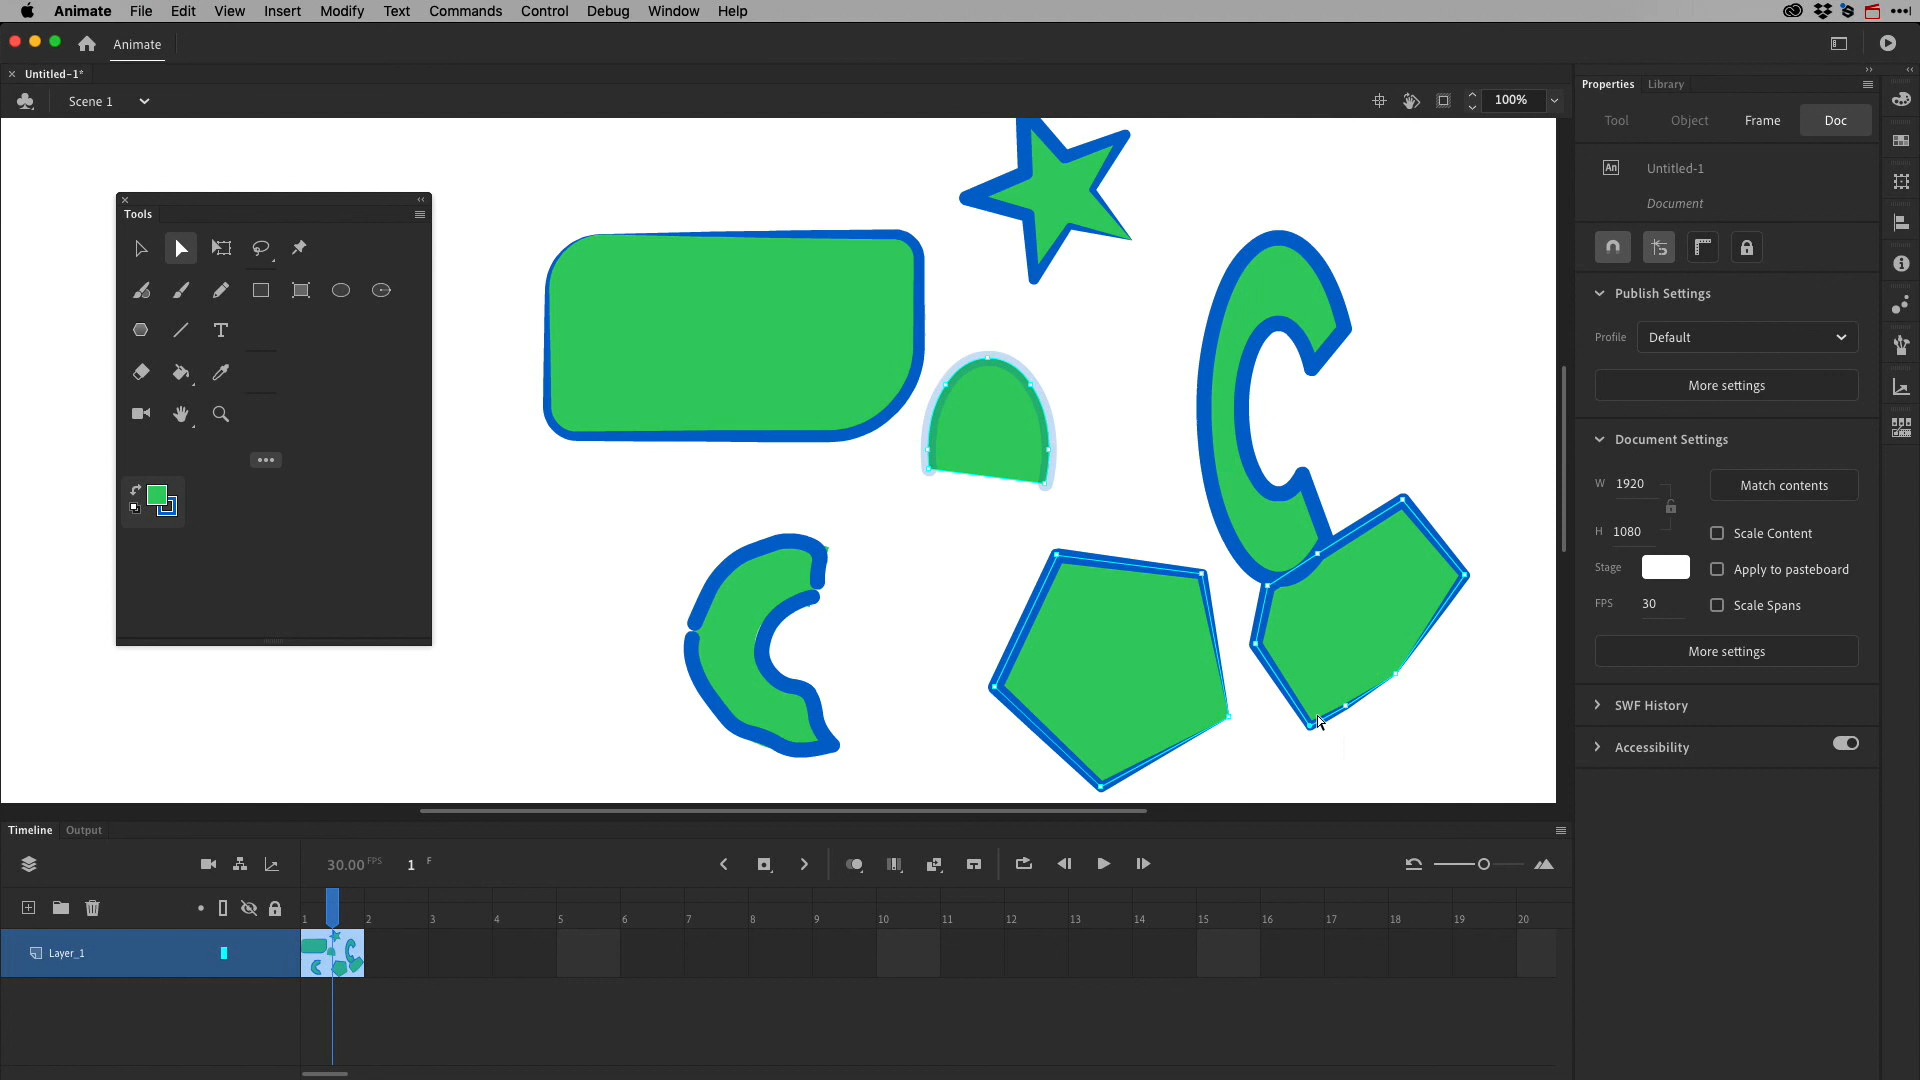 Animate File Edit View Insert Modify Text Commands Control Debug Window Help
Animate
Untitled-1*
Scene 1
100%
Tools
T
Properties Library
Tool Object Frame Doc
An Untitled-1
Document
Publish Settings
Profile Default
More settings
Document Settings
W 1920 Match contents
H 1080 Scale Content
Stage Apply to pasteboard
FPS 30 Scale Spans
More settings
SWF History
Accessibility
Timeline Output
30.00 FPS 1 F
1 2 3 4 5 6 7 8 9 10 11 12 13 14 15 16 17 18 19 20
Layer_1